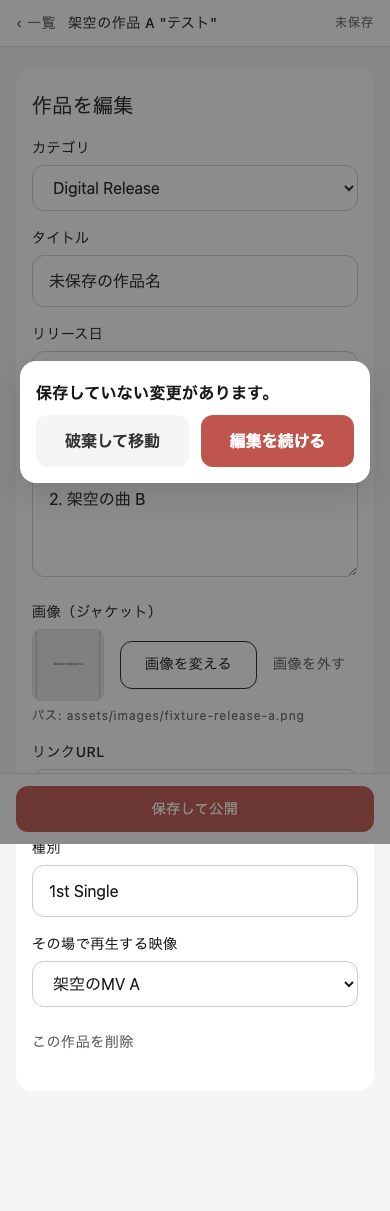 ‹ 一覧 架空の作品 A "テスト" 未保存
作品を編集
カテゴリ
Digital Release
タイトル
未保存の作品名
リリース日
保存していない変更があります。
破棄して移動 編集を続ける
2. 架空の曲 B
画像（ジャケット）
画像を変える 画像を外す
パス: assets/images/fixture-release-a.png
リンクURL
保存して公開
種別
1st Single
その場で再生する映像
架空のMV A
この作品を削除